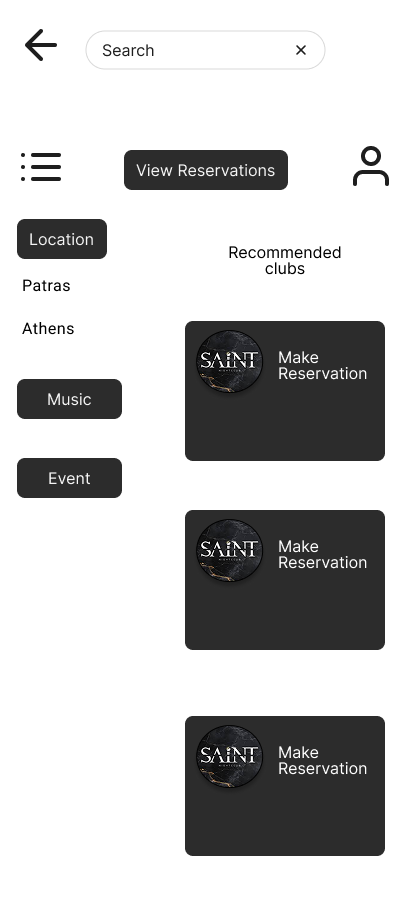 Search
View Reservations
Location
Patras
Athens
Music
Event
Recommended
clubs
SAiNT
Make
Reservation
SAiNT
Make
Reservation
SAiNT
Make
Reservation